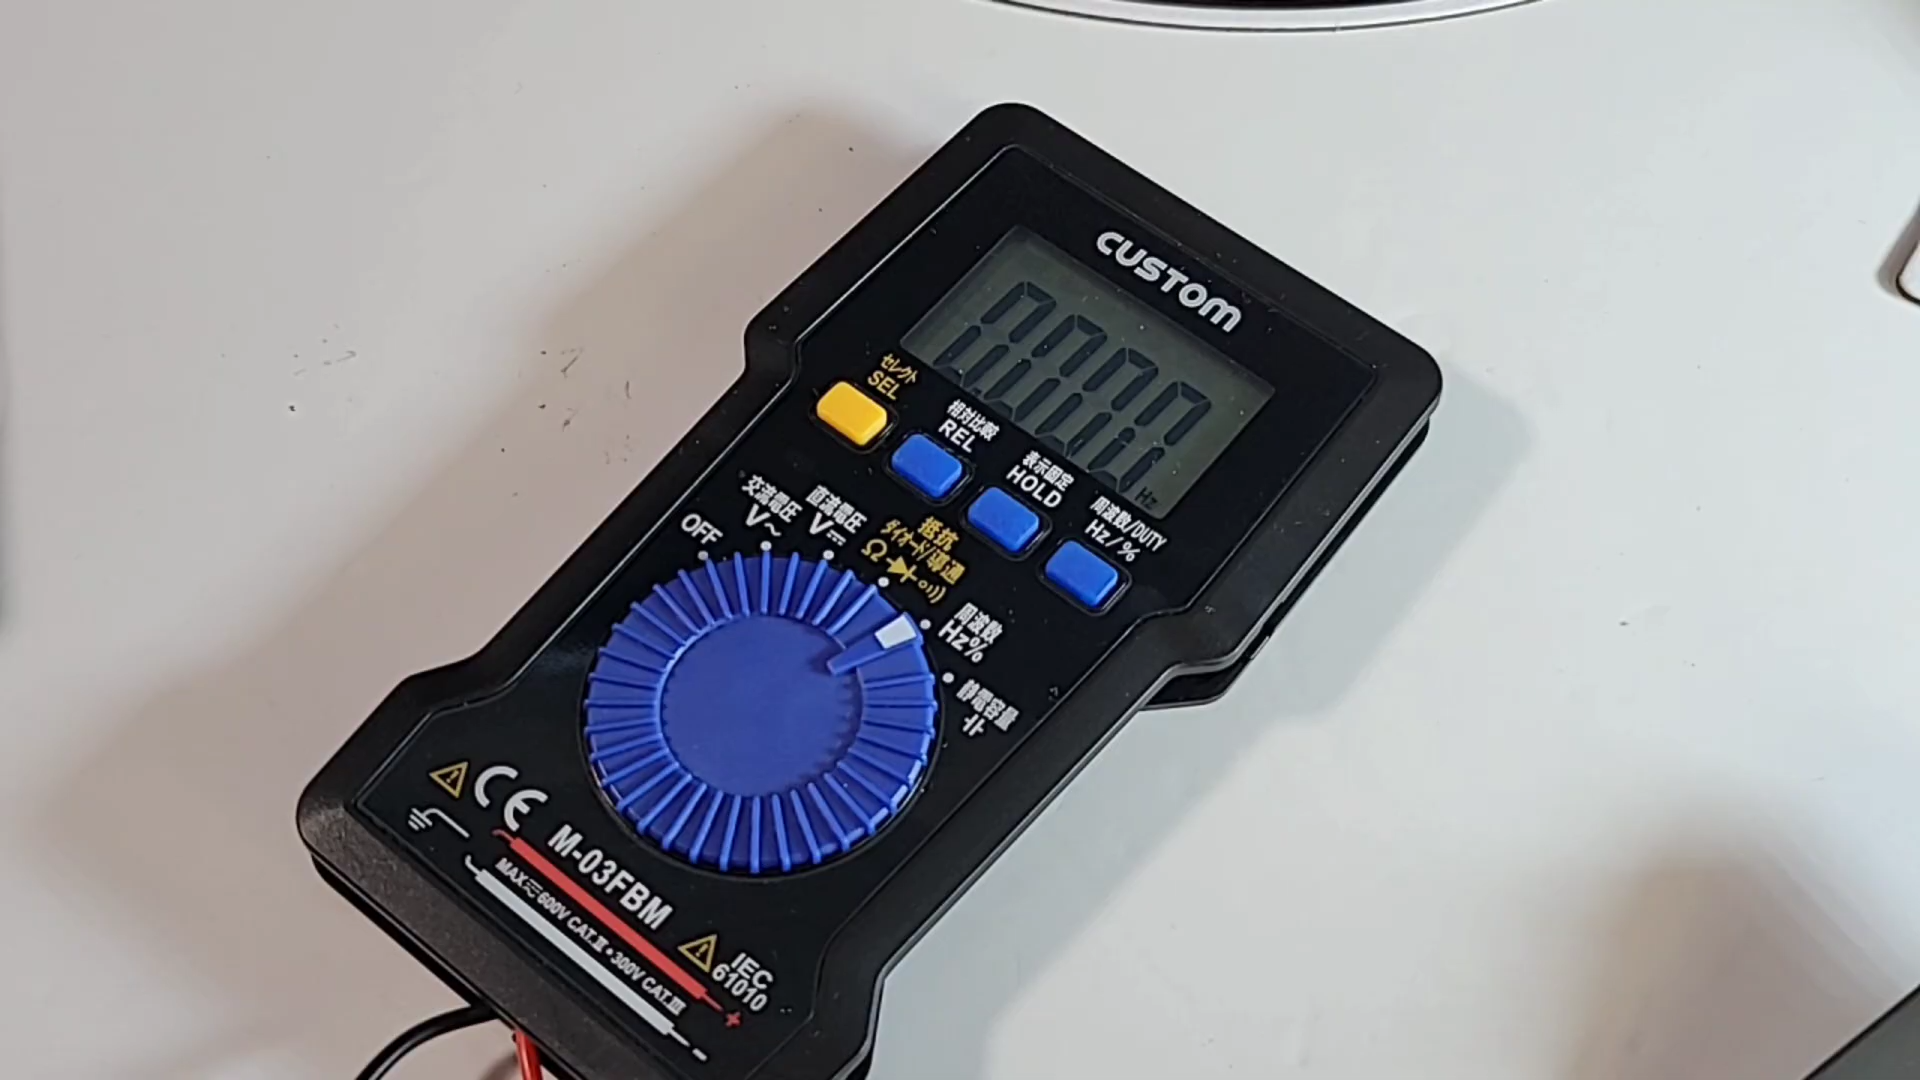 CUSTOM
0.000
Hz
セレクト
SEL
相対比較
REL
表示固定
HOLD
周波数/DUTY
Hz/%
OFF
交流電圧
V~
直流電圧
V⎓
抵抗
ダイオード/導通
Ω
周波数
Hz%
静電容量
CE
M-03FBM
MAX 600V CAT.Ⅱ・300V CAT.Ⅲ
IEC
61010
+
-